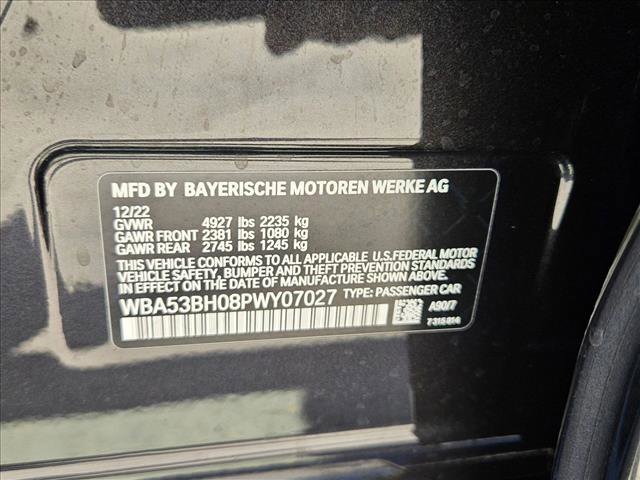 MFD BY BAYERISCHE MOTOREN WERKE AG
12/22
GVWR 4927 lbs 2235 kg
GAWR FRONT 2381 lbs 1080 kg
GAWR REAR 2745 lbs 1245 kg
THIS VEHICLE CONFORMS TO ALL APPLICABLE U.S.FEDERAL MOTOR
VEHICLE SAFETY, BUMPER, AND THEFT PREVENTION STANDARDS
IN EFFECT ON THE DATE OF MANUFACTURE SHOWN ABOVE.
WBA53BH08PWY07027 TYPE: PASSENGER CAR
A90/7
7315814